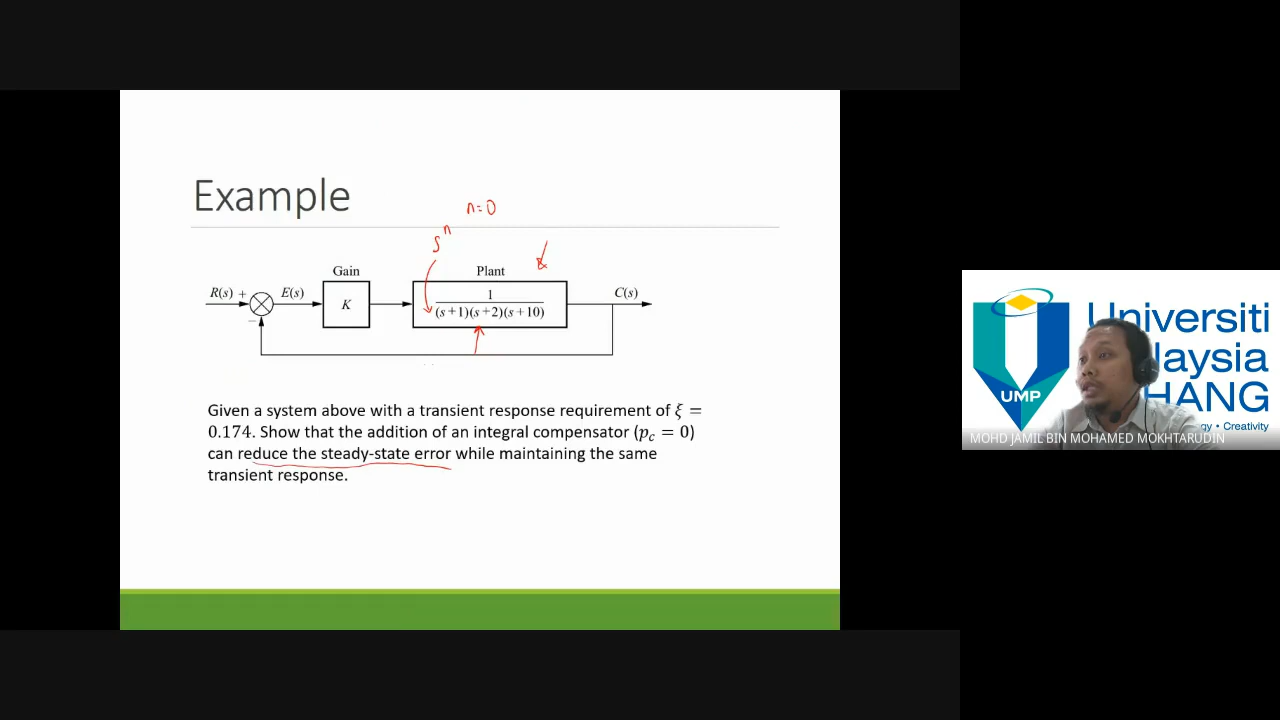 Example
n=0
s^n
Gain
Plant
R(s) +
E(s)
K
1
(s+1)(s+2)(s+10)
C(s)
−
Given a system above with a transient response requirement of ξ =
0.174. Show that the addition of an integral compensator (p_c = 0)
can reduce the steady-state error while maintaining the same
transient response.
Universiti
alaysia
HANG
UMP
gy • Creativity
MOHD JAMIL BIN MOHAMED MOKHTARUDIN